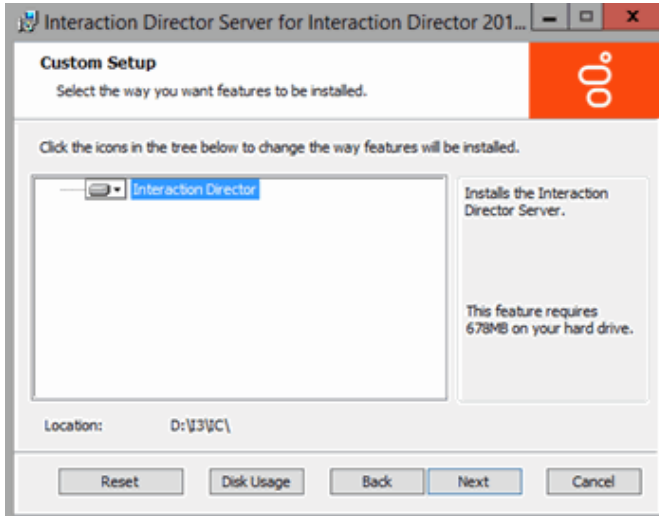 Interaction Director Server for Interaction Director 201...
Custom Setup
Select the way you want features to be installed.
Click the icons in the tree below to change the way features will be installed.
Interaction Director
Installs the Interaction
Director Server.
This feature requires
678MB on your hard drive.
Location: D:\I3\IC\
Reset Disk Usage Back Next Cancel